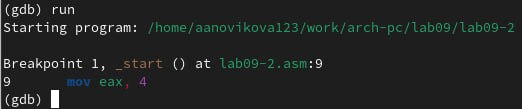 (gdb) run
Starting program: /home/aanovikova123/work/arch-pc/lab09/lab09-2

Breakpoint 1, _start () at lab09-2.asm:9
9       mov eax, 4
(gdb)